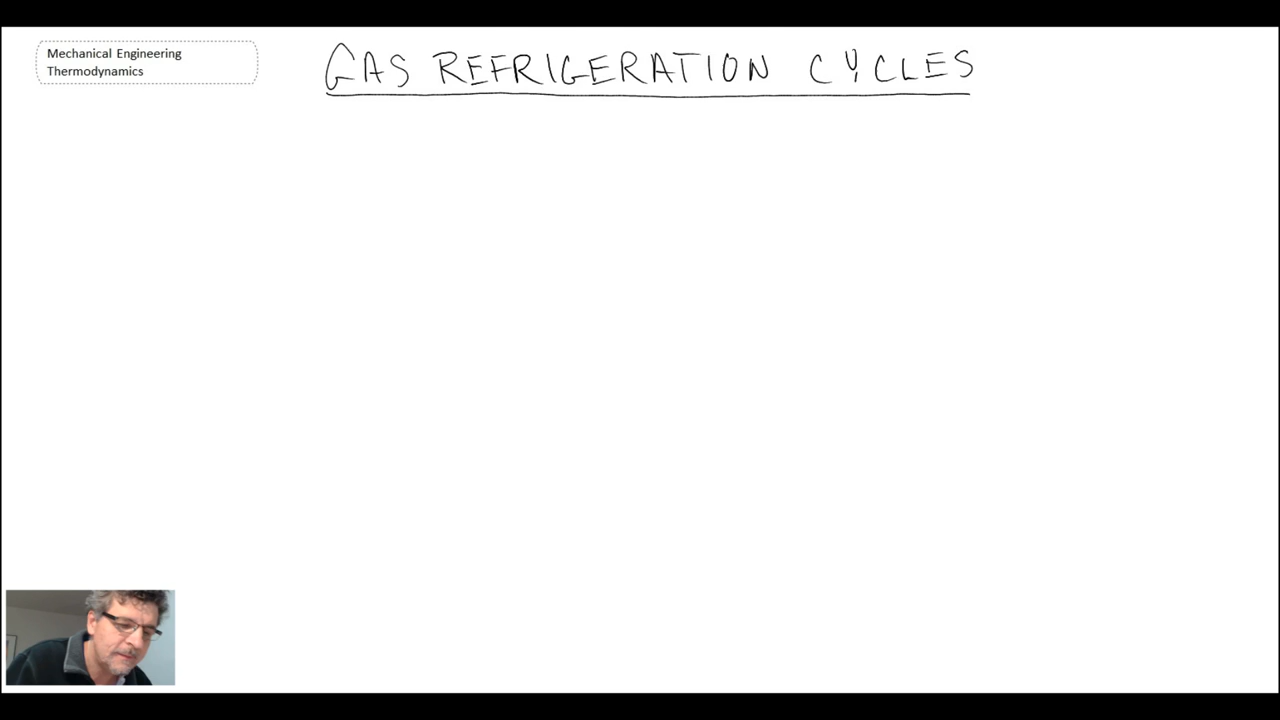 Mechanical Engineering
Thermodynamics
GAS REFRIGERATION CYCLES